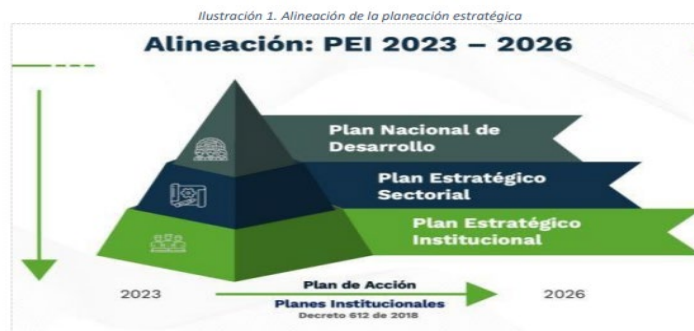 Ilustración 1. Alineación de la planeación estratégica
Alineación: PEI 2023 – 2026
Plan Nacional de
Desarrollo
Plan Estratégico
Sectorial
Plan Estratégico
Institucional
2023
Plan de Acción
2026
Planes Institucionales
Decreto 612 de 2018